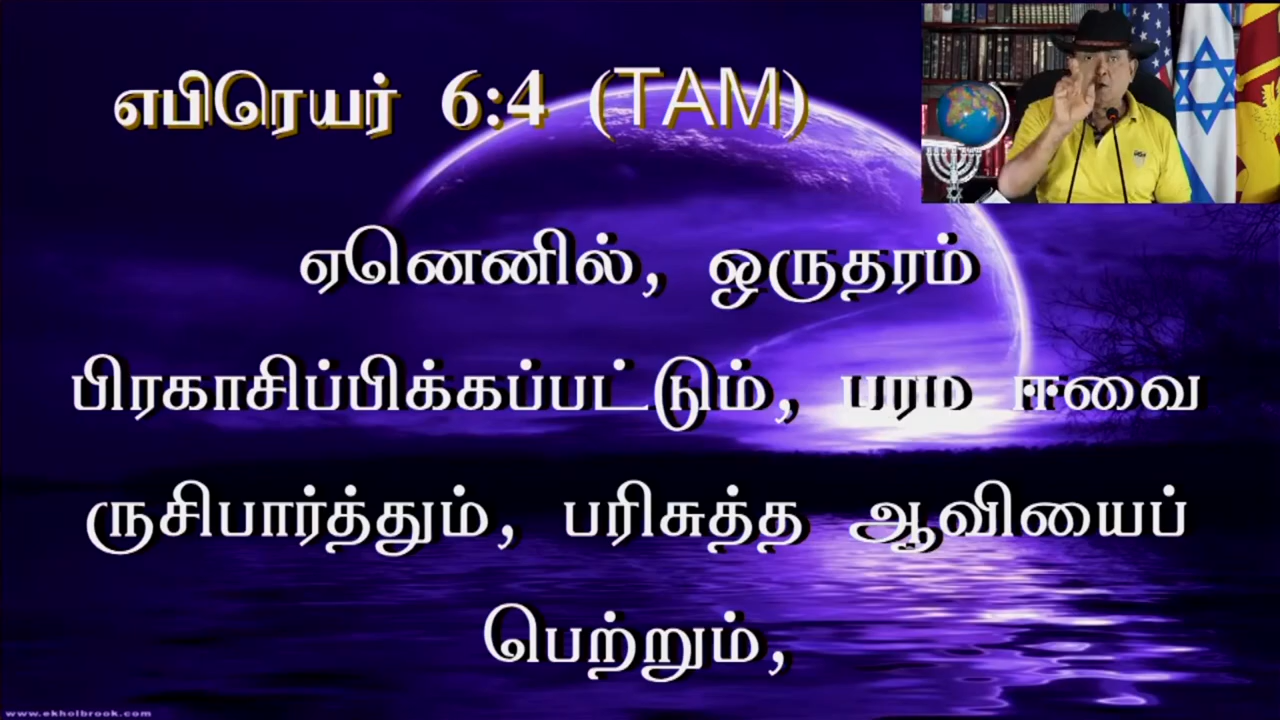 எபிரெயர் 6:4 (TAM)
ஏனெனில், ஒருதரம்
பிரகாசிப்பிக்கப்பட்டும், பரம ஈவை
ருசிபார்த்தும், பரிசுத்த ஆவியைப்
பெற்றும்,
www.ekholbrook.com